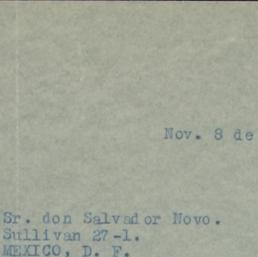 Nov. 8 de
Sr. don Salvador Novo.
Sullivan 27-1.
MEXICO, D. F.